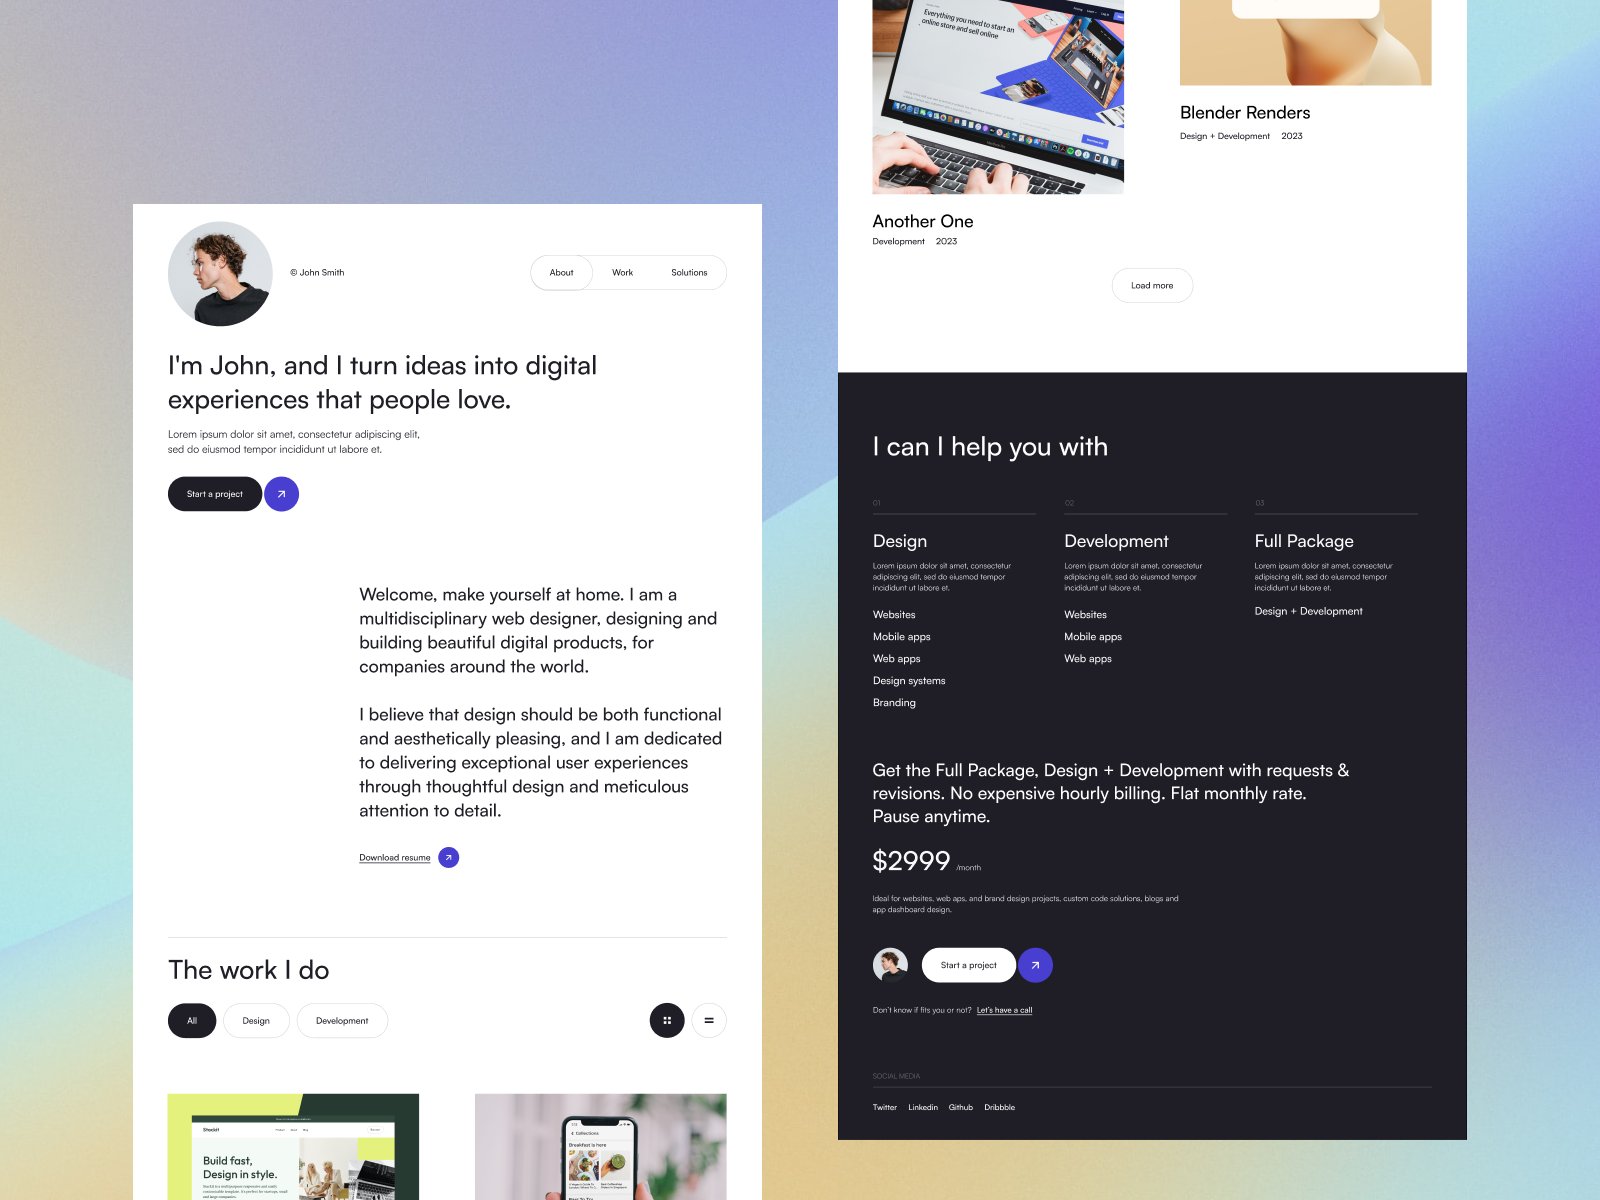 © John Smith
About
Work
Solutions
I'm John, and I turn ideas into digital
experiences that people love.
Lorem ipsum dolor sit amet, consectetur adipiscing elit,
sed do eiusmod tempor incididunt ut labore et.
Start a project
Welcome, make yourself at home. I am a
multidisciplinary web designer, designing and
building beautiful digital products, for
companies around the world.
I believe that design should be both functional
and aesthetically pleasing, and I am dedicated
to delivering exceptional user experiences
through thoughtful design and meticulous
attention to detail.
Download resume
The work I do
All
Design
Development
Build fast,
Design in style.
Collections
Breakfast is here
Everything you need to start an
online store and sell online
Another One
Development 2023
Blender Renders
Design + Development 2023
Load more
I can I help you with
01
Design
Lorem ipsum dolor sit amet, consectetur
adipiscing elit, sed do eiusmod tempor
incididunt ut labore et.
Websites
Mobile apps
Web apps
Design systems
Branding
02
Development
Lorem ipsum dolor sit amet, consectetur
adipiscing elit, sed do eiusmod tempor
incididunt ut labore et.
Websites
Mobile apps
Web apps
03
Full Package
Lorem ipsum dolor sit amet, consectetur
adipiscing elit, sed do eiusmod tempor
incididunt ut labore et.
Design + Development
Get the Full Package, Design + Development with requests &
revisions. No expensive hourly billing. Flat monthly rate.
Pause anytime.
$2999 /month
Ideal for websites, web aps, and brand design projects, custom code solutions, blogs and
app dashboard design.
Start a project
Don't know if fits you or not? Let's have a call
SOCIAL MEDIA
Twitter Linkedin Github Dribbble